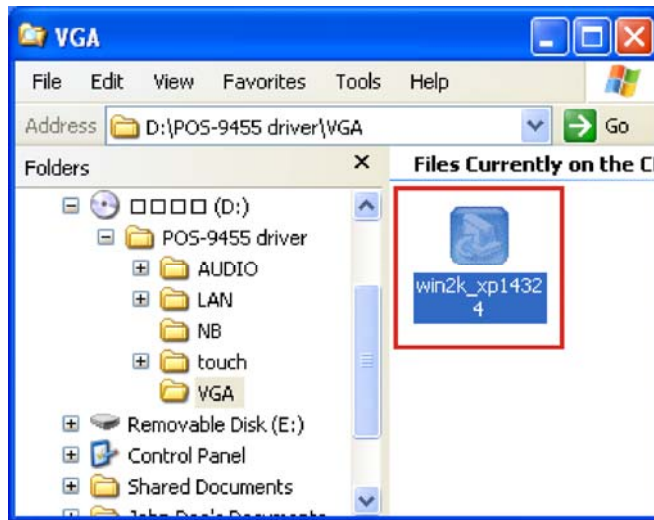 VGA
File Edit View Favorites Tools Help
Address D:\POS-9455 driver\VGA Go
Folders × Files Currently on the C
□□□□ (D:)
POS-9455 driver
AUDIO
LAN
NB
touch
VGA
Removable Disk (E:)
Control Panel
Shared Documents
win2k_xp1432
4